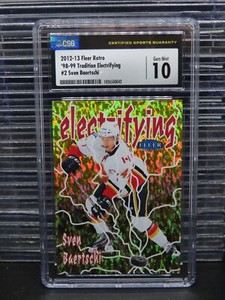 CSG
CERTIFIED SPORTS GUARANTY
2012-13 Fleer Retro
'98-99 Tradition Electrifying
#2 Sven Baertschi
Gem Mint
10
electrifying
FLEER
Sven
Baertschi